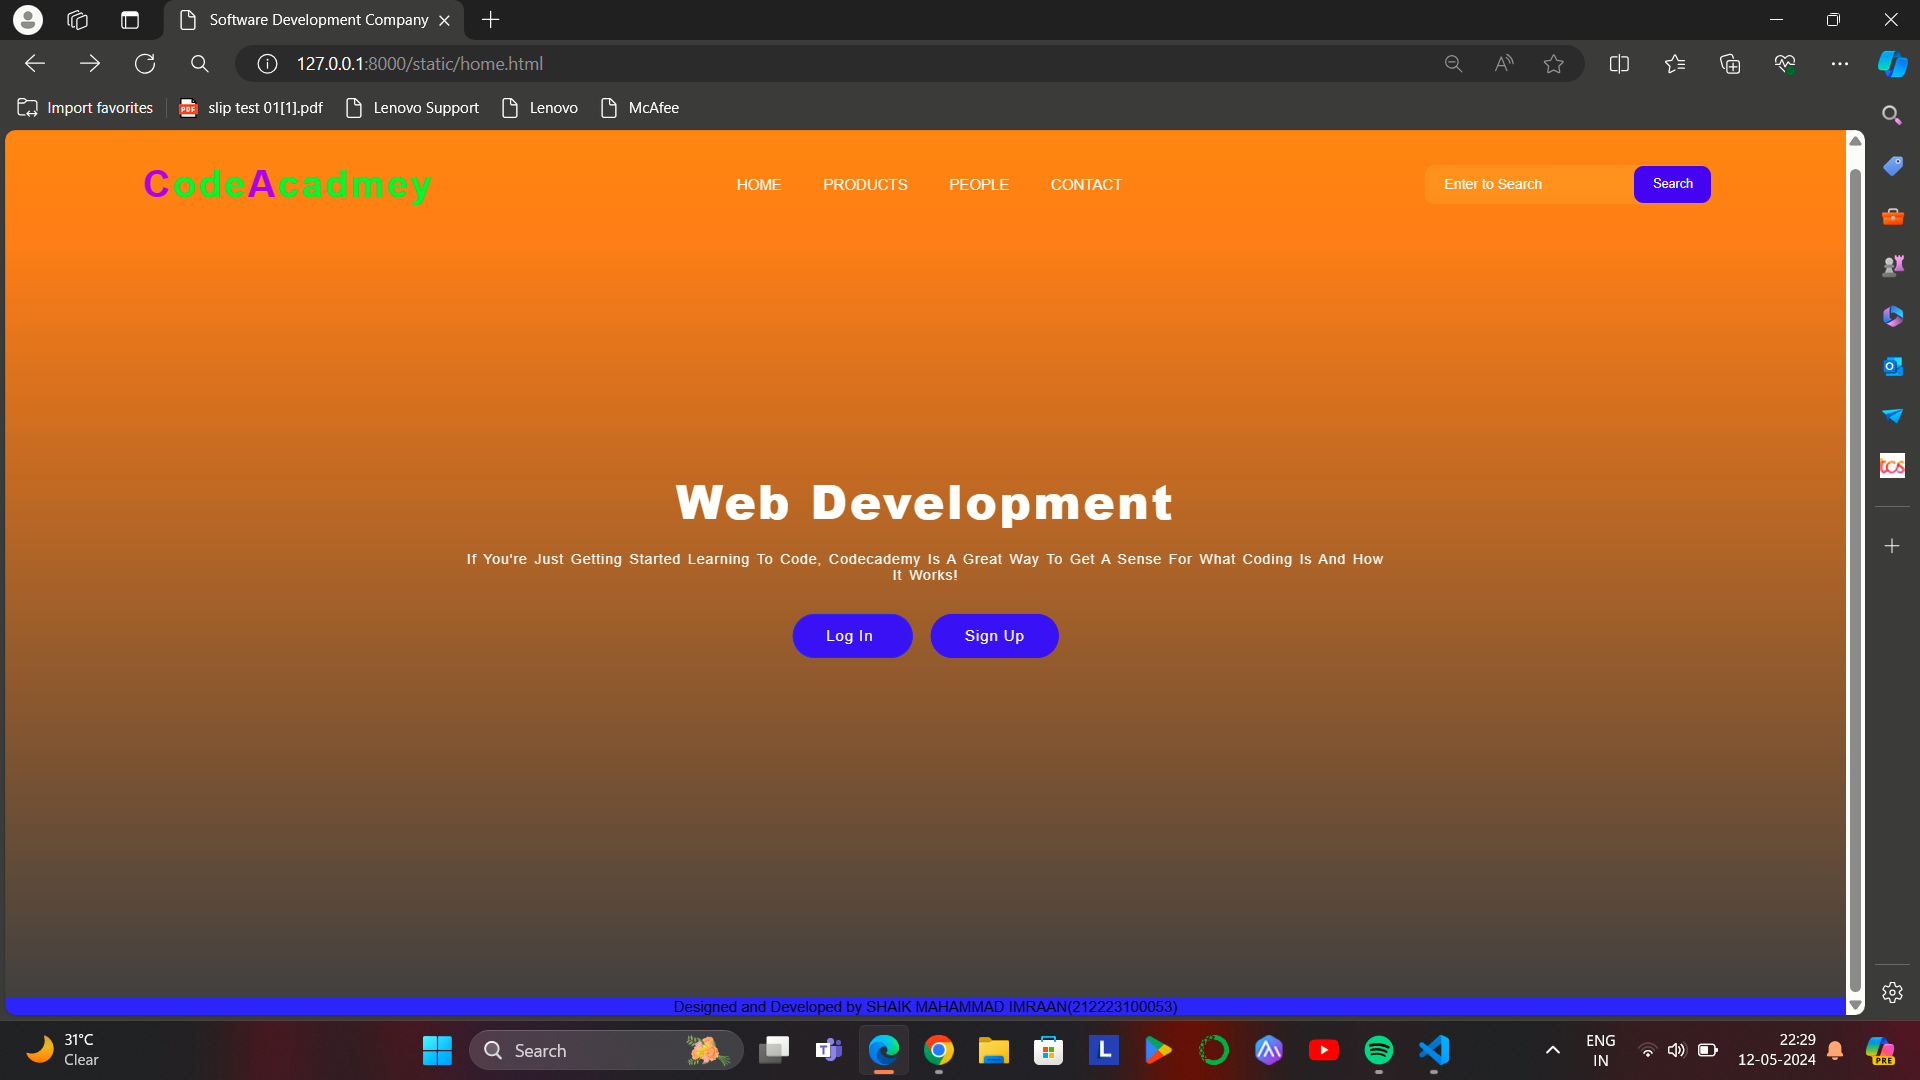 Software Development Company
127.0.0.1:8000/static/home.html
Import favorites
PDF
slip test 01[1].pdf
Lenovo Support
Lenovo
McAfee
CodeAcadmey
HOME
PRODUCTS
PEOPLE
CONTACT
Enter to Search
Search
Web Development
If You're Just Getting Started Learning To Code, Codecademy Is A Great Way To Get A Sense For What Coding Is And How
It Works!
Log In
Sign Up
Designed and Developed by SHAIK MAHAMMAD IMRAAN(212223100053)
tcs
31°C
Clear
Search
L
ENG
IN
22:29
12-05-2024
PRE